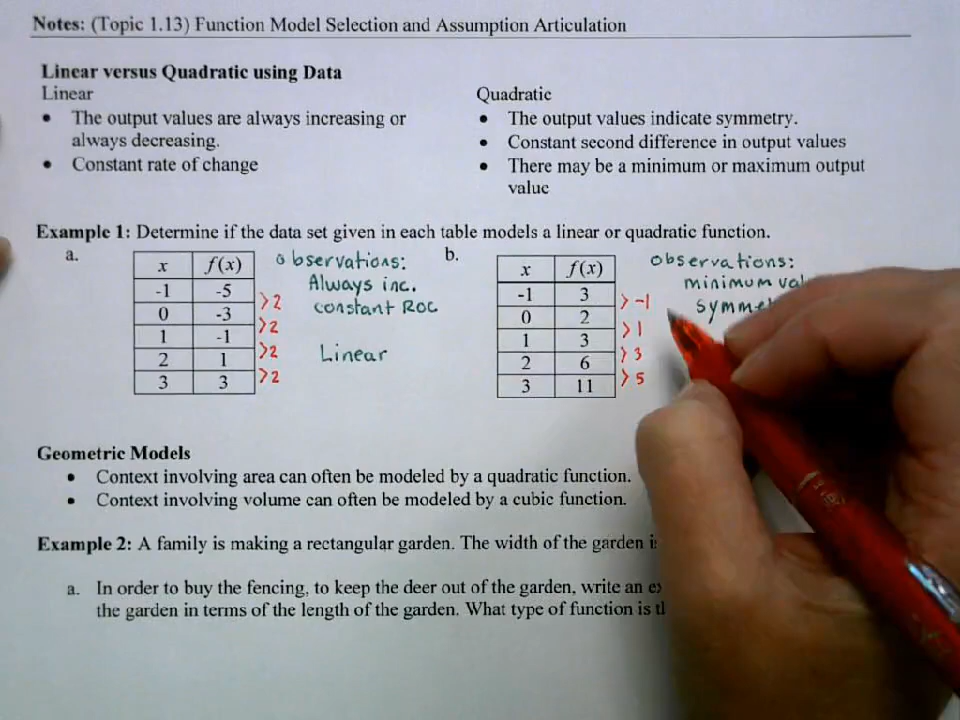 Notes: (Topic 1.13) Function Model Selection and Assumption Articulation
Linear versus Quadratic using Data
Linear
• The output values are always increasing or
always decreasing.
• Constant rate of change
Quadratic
• The output values indicate symmetry.
• Constant second difference in output values
• There may be a minimum or maximum output
value
Example 1: Determine if the data set given in each table models a linear or quadratic function.
a.
x f(x)
-1 -5
0 -3
1 -1
2 1
3 3
>2
>2
>2
>2
observations:
Always inc.
constant ROC
Linear
b.
x f(x)
-1 3
0 2
1 3
2 6
3 11
>-1
>1
>3
>5
observations:
minimum
Geometric Models
• Context involving area can often be modeled by a quadratic function.
• Context involving volume can often be modeled by a cubic function.
Example 2: A family is making a rectangular garden. The width of the garden
a. In order to buy the fencing, to keep the deer out of the garden, write an
the garden in terms of the length of the garden. What type of function is